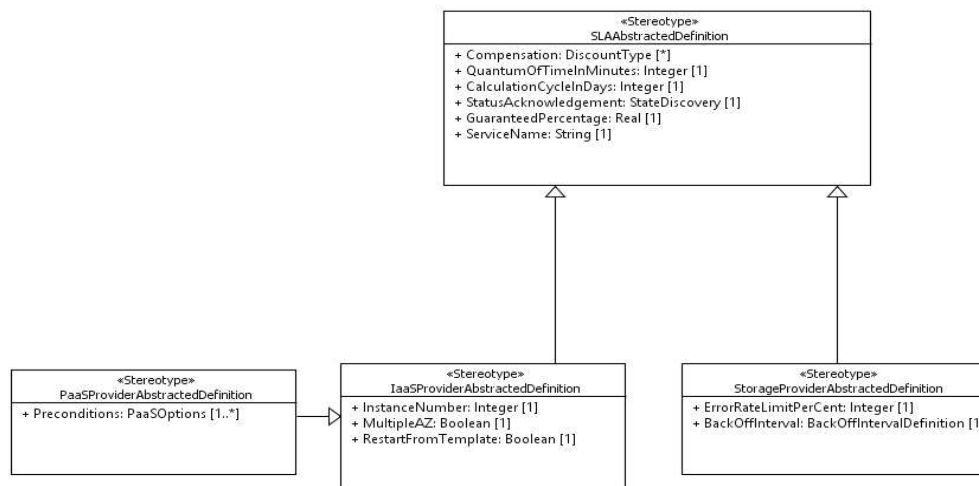 «Stereotype»
SLAAbstractedDefinition
+ Compensation: DiscountType [*]
+ QuantumOfTimeInMinutes: Integer [1]
+ CalculationCycleInDays: Integer [1]
+ StatusAcknowledgement: StateDiscovery [1]
+ GuaranteedPercentage: Real [1]
+ ServiceName: String [1]
«Stereotype»
PaaSProviderAbstractedDefinition
+ Preconditions: PaaSOptions [1..*]
«Stereotype»
IaaSProviderAbstractedDefinition
+ InstanceNumber: Integer [1]
+ MultipleAZ: Boolean [1]
+ RestartFromTemplate: Boolean [1]
«Stereotype»
StorageProviderAbstractedDefinition
+ ErrorRateLimitPerCent: Integer [1]
+ BackOffInterval: BackOffIntervalDefinition [1